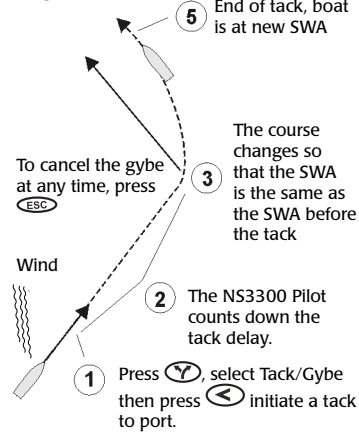 5
End of tack, boat
is at new SWA
The course
changes so
that the SWA
is the same as
the SWA before
the tack
3
To cancel the gybe
at any time, press
ESC
Wind
2
The NS3300 Pilot
counts down the
tack delay.
1
Press , select Tack/Gybe
then press < initiate a tack
to port.